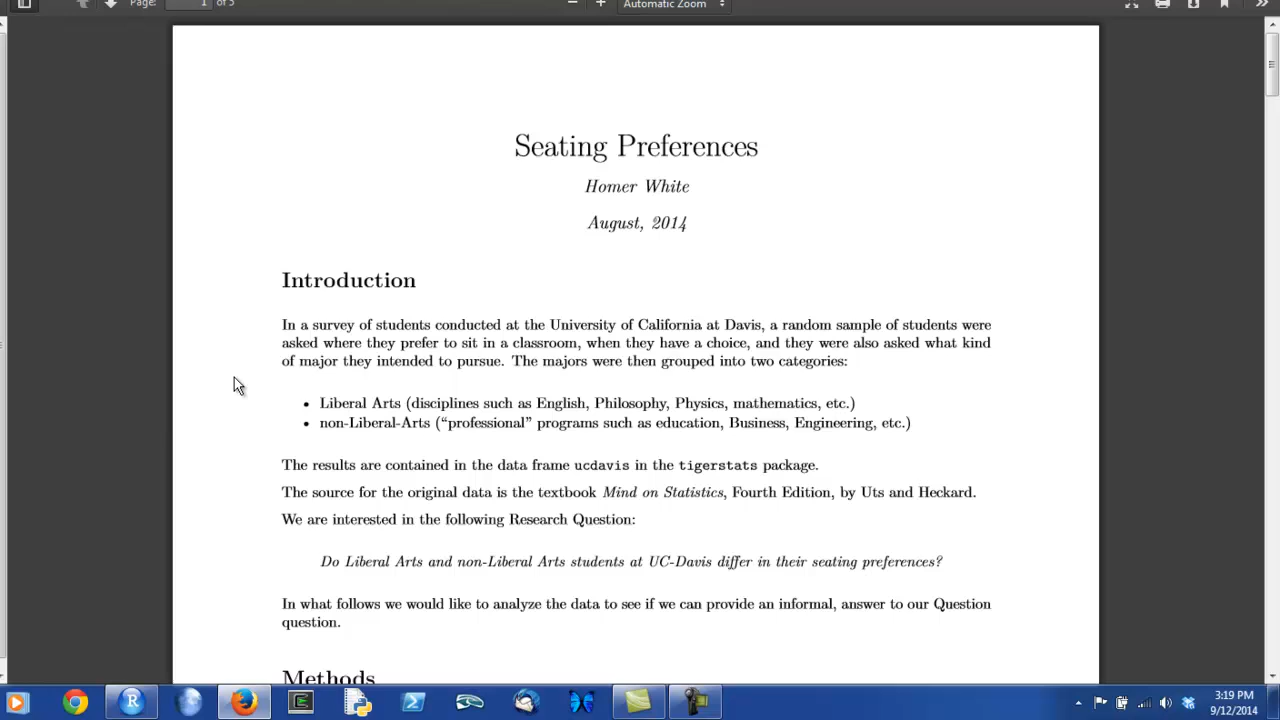 Page: 1 of 5 Automatic Zoom
Seating Preferences
Homer White
August, 2014
Introduction
In a survey of students conducted at the University of California at Davis, a random sample of students were
asked where they prefer to sit in a classroom, when they have a choice, and they were also asked what kind
of major they intended to pursue. The majors were then grouped into two categories:
• Liberal Arts (disciplines such as English, Philosophy, Physics, mathematics, etc.)
• non-Liberal-Arts (“professional” programs such as education, Business, Engineering, etc.)
The results are contained in the data frame ucdavis in the tigerstats package.
The source for the original data is the textbook Mind on Statistics, Fourth Edition, by Uts and Heckard.
We are interested in the following Research Question:
Do Liberal Arts and non-Liberal Arts students at UC-Davis differ in their seating preferences?
In what follows we would like to analyze the data to see if we can provide an informal, answer to our Question
question.
Methods
3:19 PM
9/12/2014